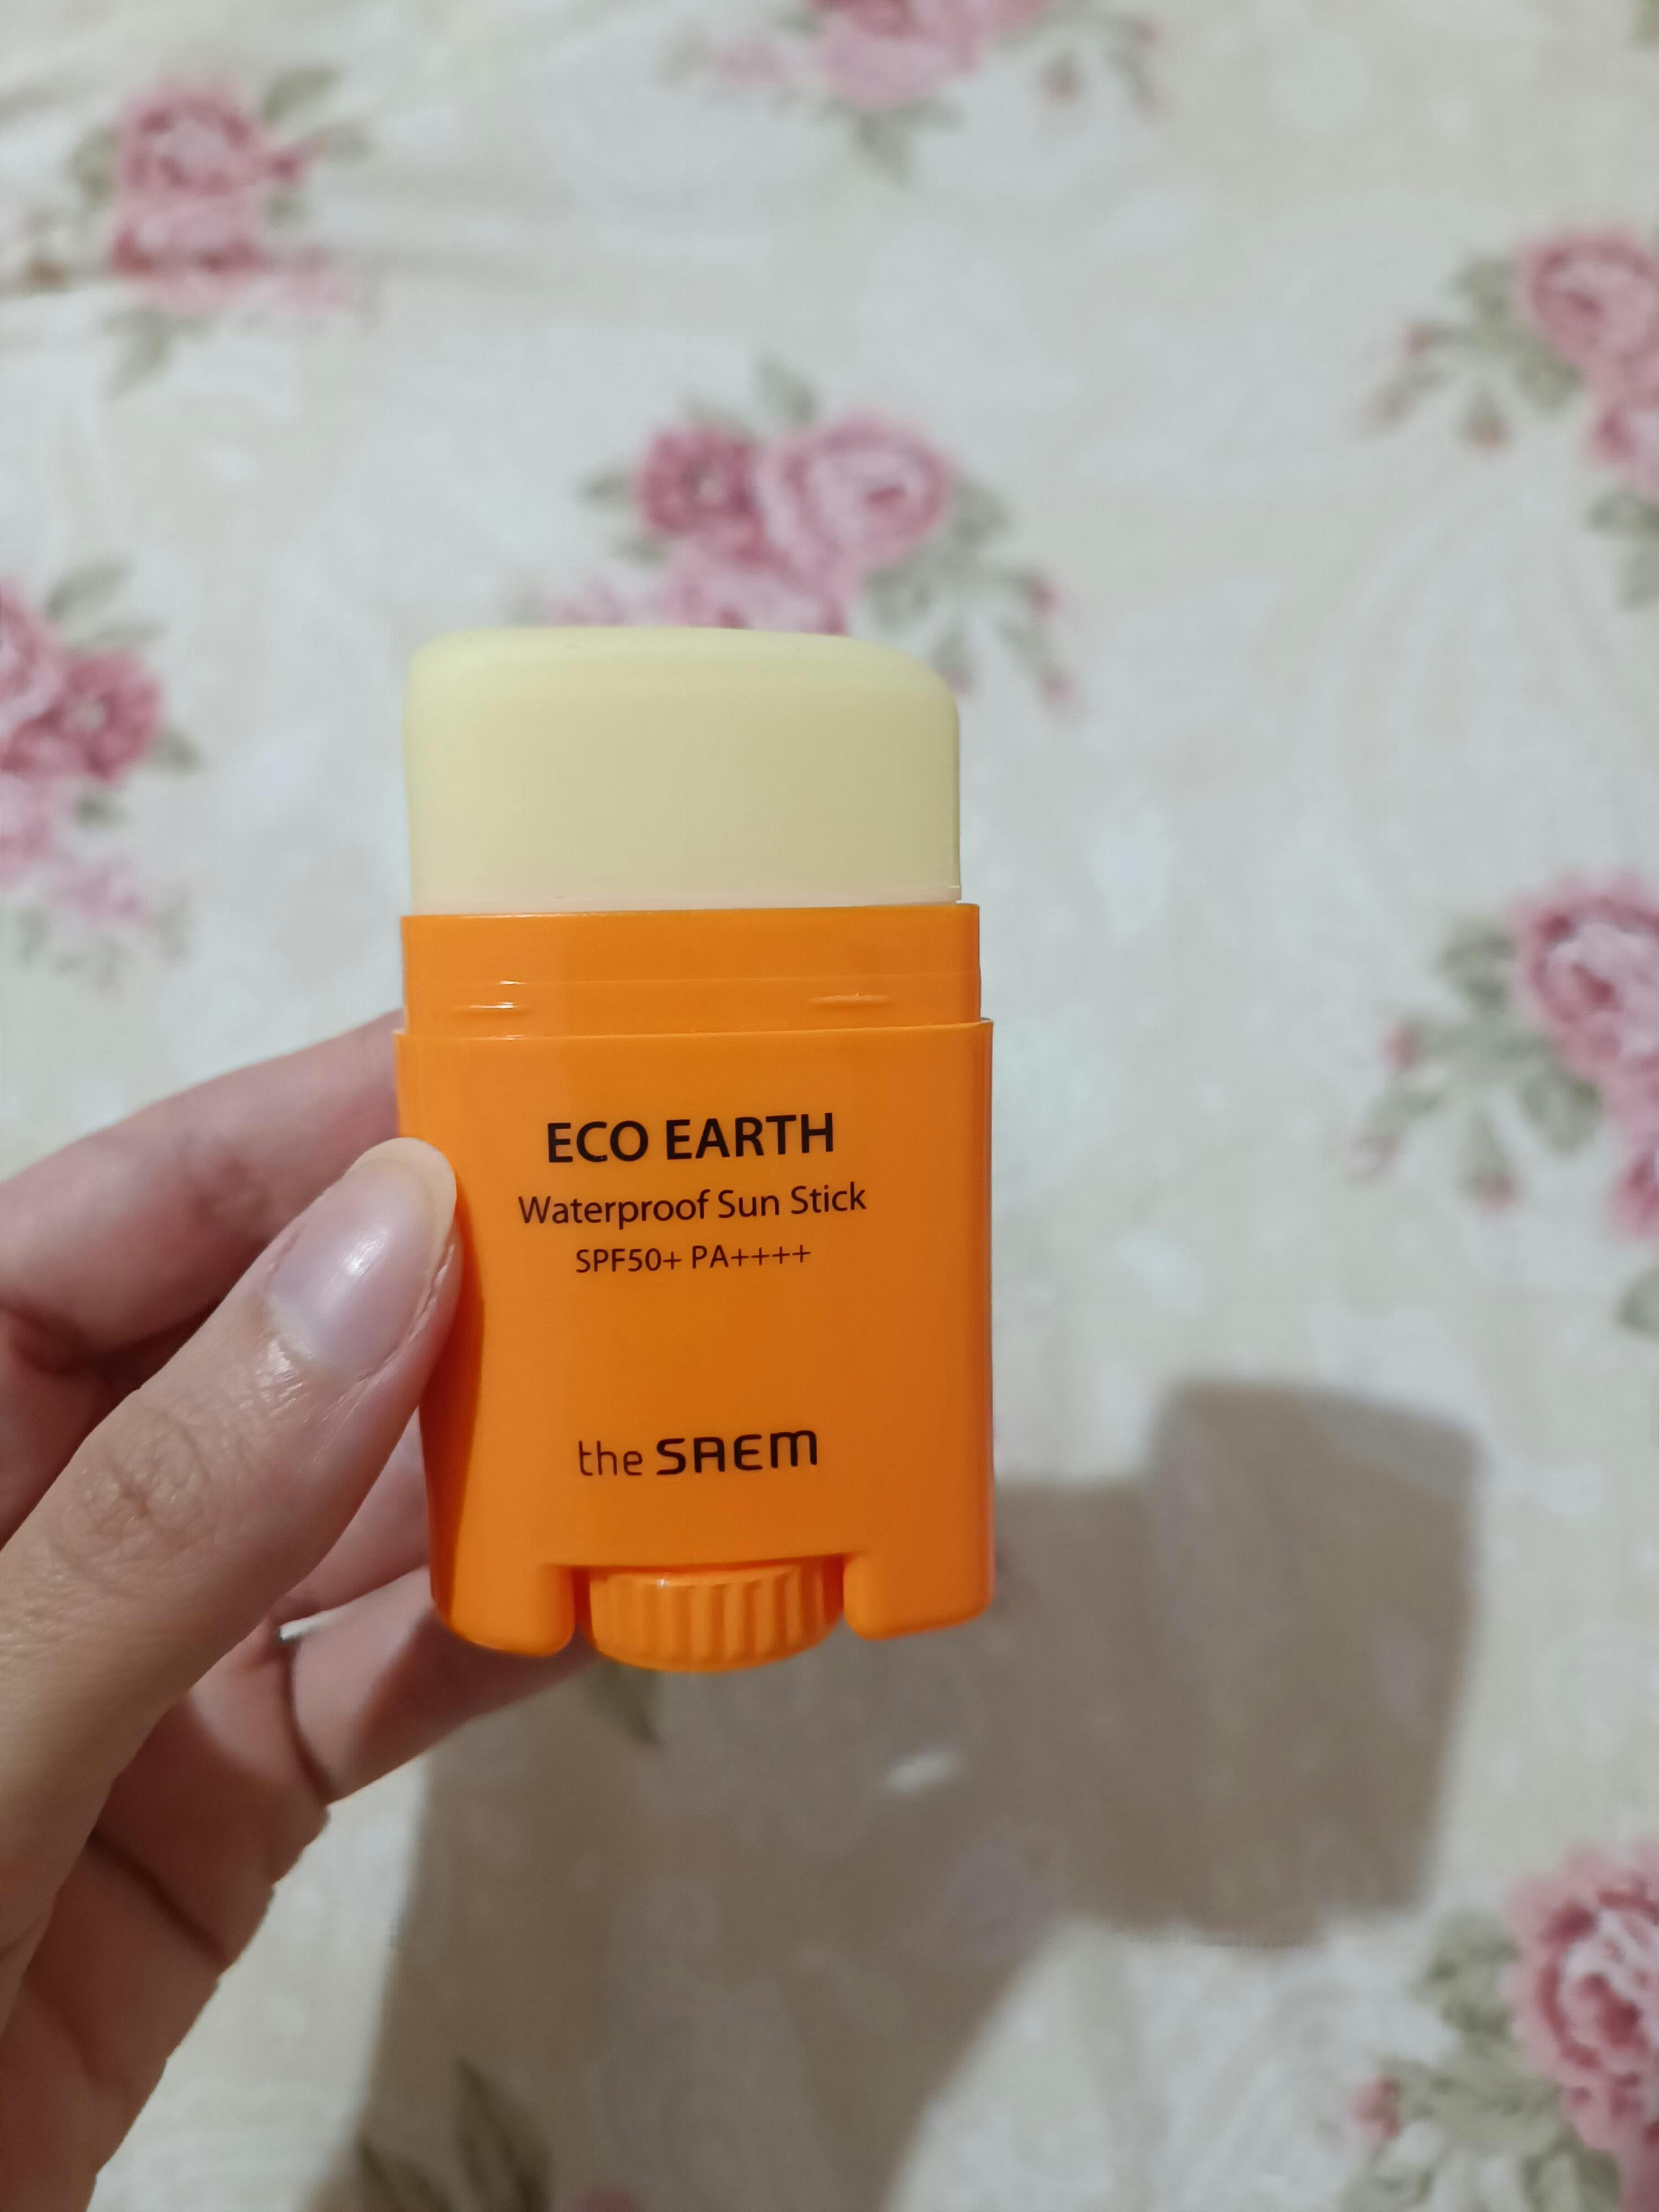 ECO EARTH
Waterproof Sun Stick
SPF50+ PA++++
the SAEM